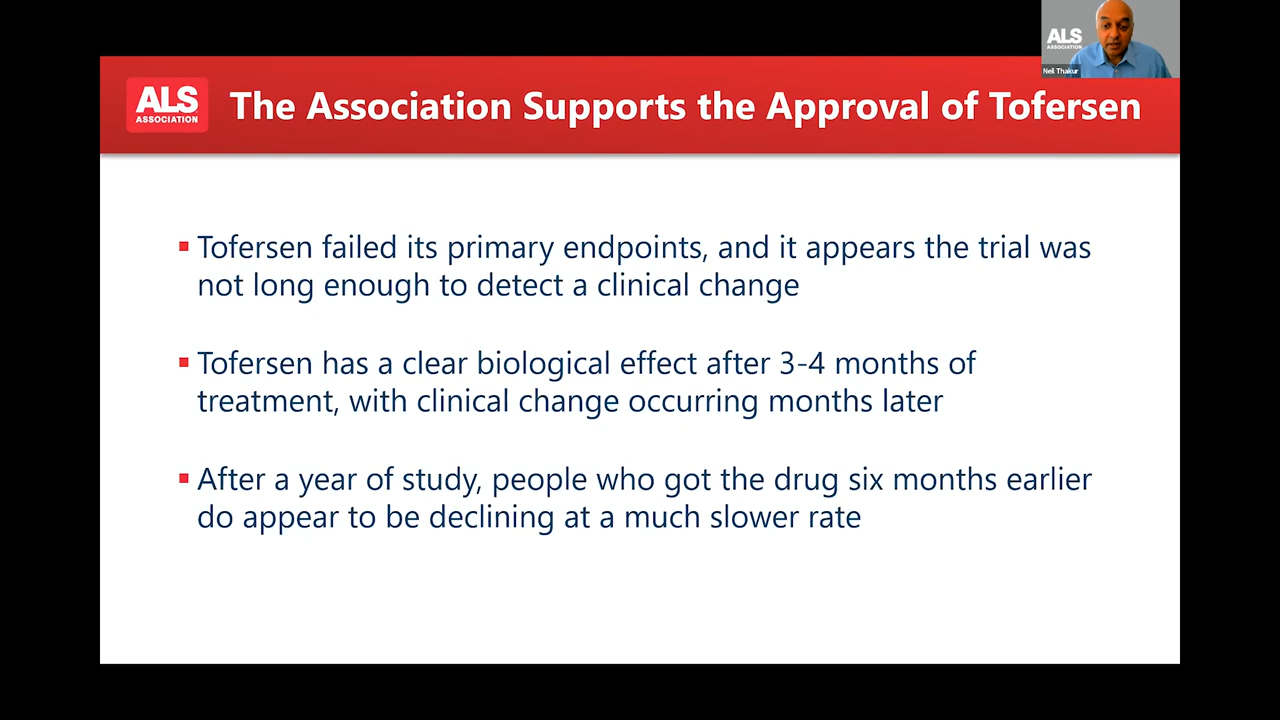 ALS
ASSOCIATION
Neil Thakur
ALS
ASSOCIATION
The Association Supports the Approval of Tofersen
Tofersen failed its primary endpoints, and it appears the trial was
not long enough to detect a clinical change
Tofersen has a clear biological effect after 3-4 months of
treatment, with clinical change occurring months later
After a year of study, people who got the drug six months earlier
do appear to be declining at a much slower rate